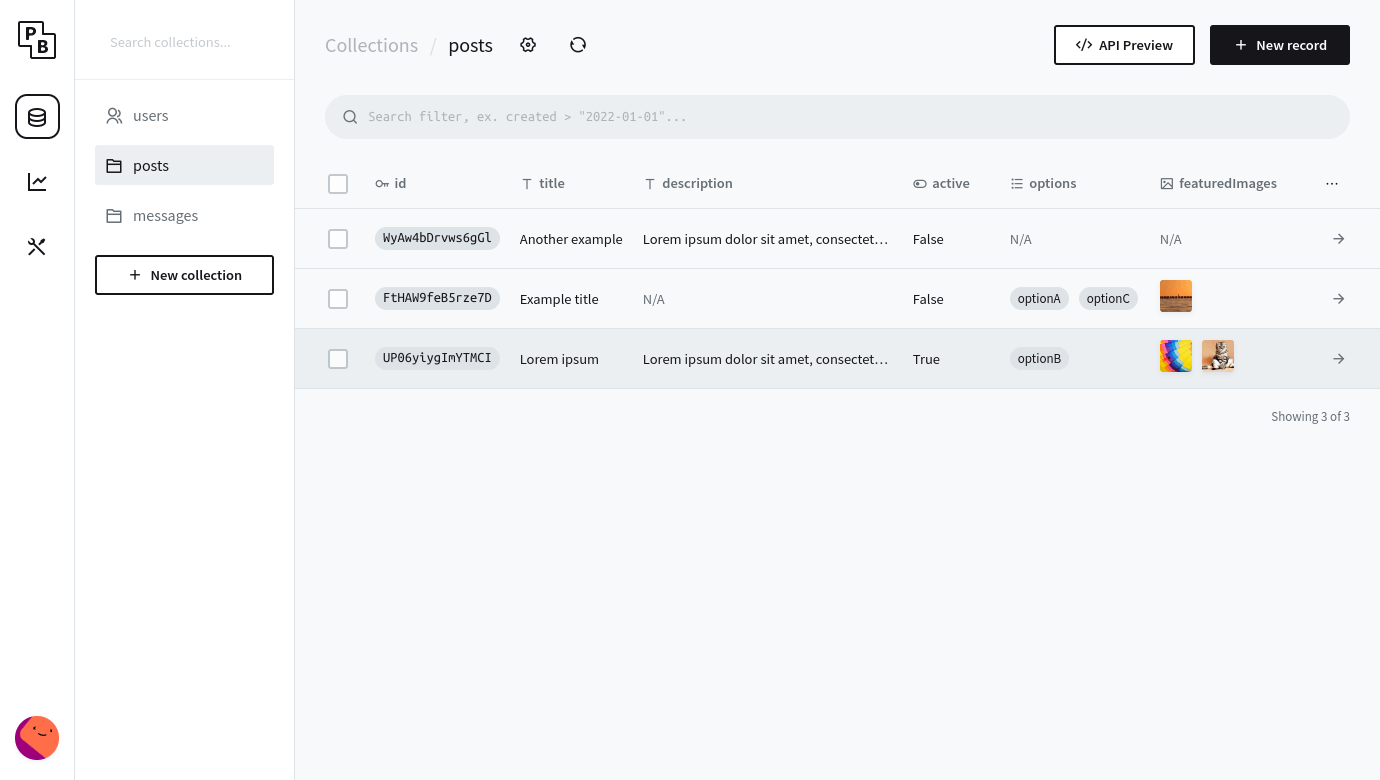 PB
Search collections...
users
posts
messages
New collection
Collections / posts
API Preview
New record
Search filter, ex. created > "2022-01-01"...
id title description active options featuredImages
WyAw4bDrvws6gGl Another example Lorem ipsum dolor sit amet, consectet... False N/A N/A
FtHAW9feB5rze7D Example title N/A False optionA optionC
UP06yiygImYTMCI Lorem ipsum Lorem ipsum dolor sit amet, consectet... True optionB
Showing 3 of 3